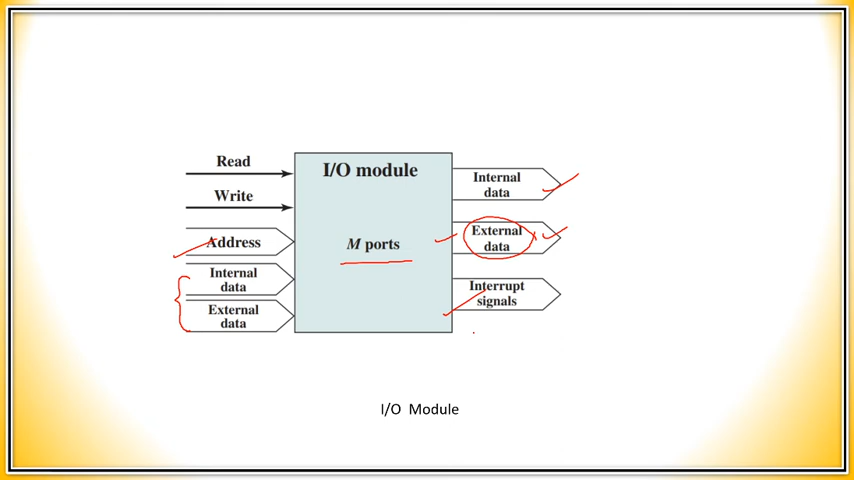 Read
I/O module
Write
Address
Internal
data
External
data
M ports
Internal
data
External
data
Interrupt
signals
I/O Module